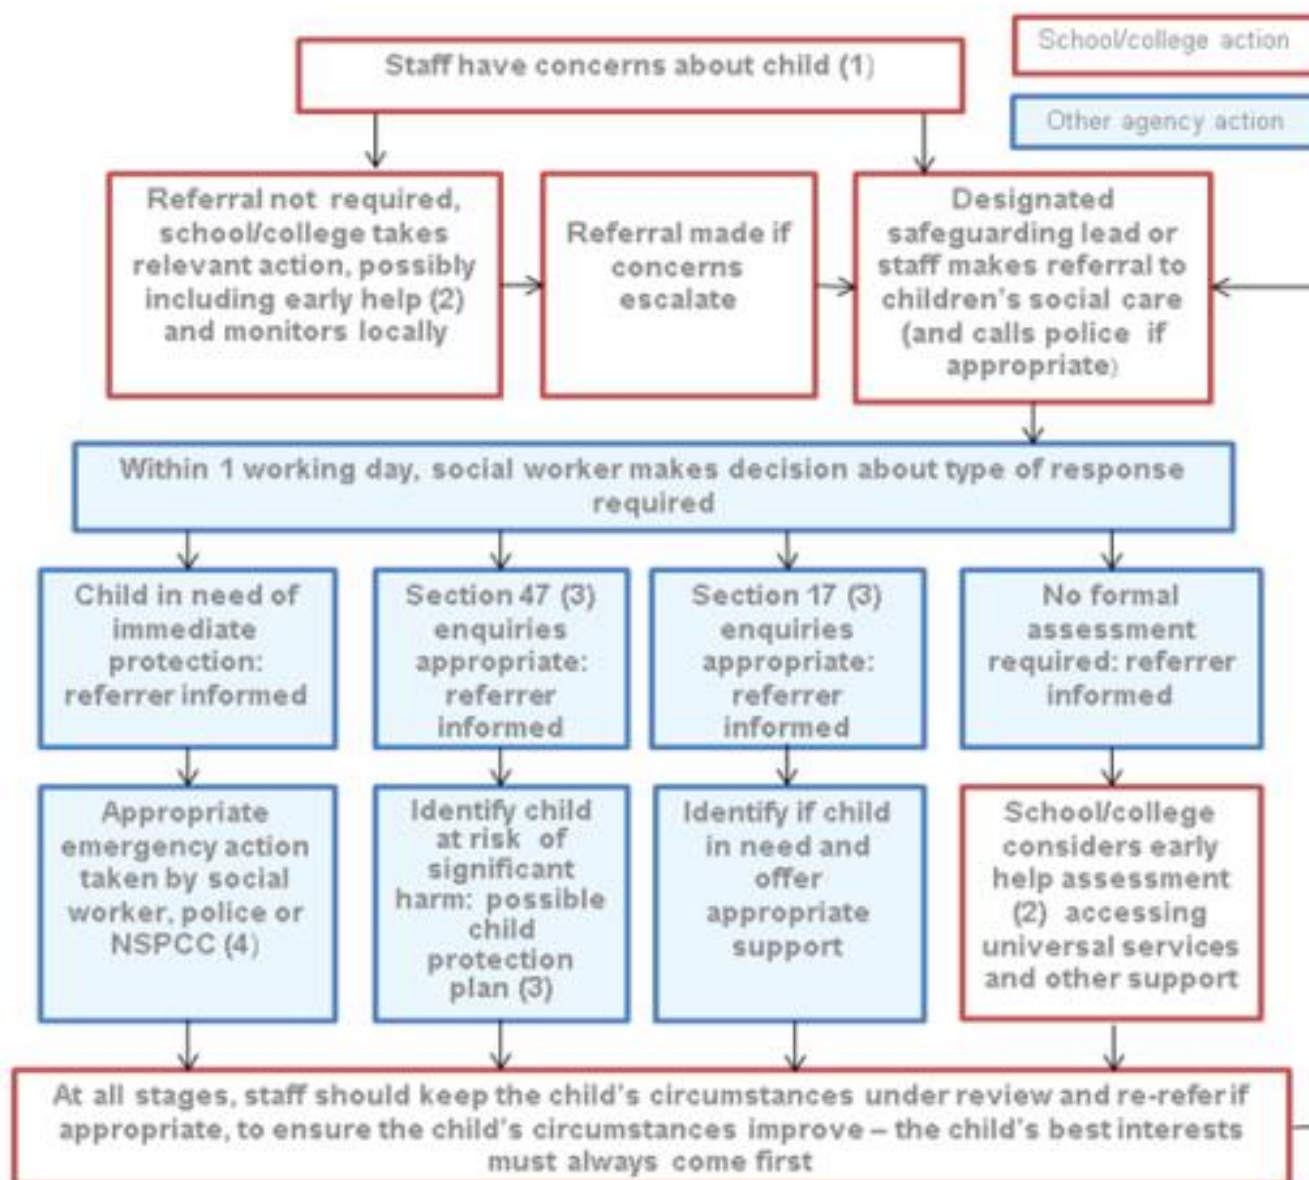 School/college action
Staff have concerns about child (1)
Other agency action
Referral not required,
school/college takes
relevant action, possibly
including early help (2)
and monitors locally
Referral made if
concerns
escalate
Designated
safeguarding lead or
staff makes referral to
children's social care
(and calls police if
appropriate)
Within 1 working day, social worker makes decision about type of response
required
Child in need of
immediate
protection:
referrer informed
Section 47 (3)
enquiries
appropriate:
referrer
informed
Section 17 (3)
enquiries
appropriate:
referrer
informed
No formal
assessment
required: referrer
informed
Appropriate
emergency action
taken by social
worker, police or
NSPCC (4)
Identify child
at risk of
significant
harm: possible
child
protection
plan (3)
Identify if child
in need and
offer
appropriate
support
School/college
considers early
help assessment
(2) accessing
universal services
and other support
At all stages, staff should keep the child's circumstances under review and re-refer if
appropriate, to ensure the child's circumstances improve – the child's best interests
must always come first